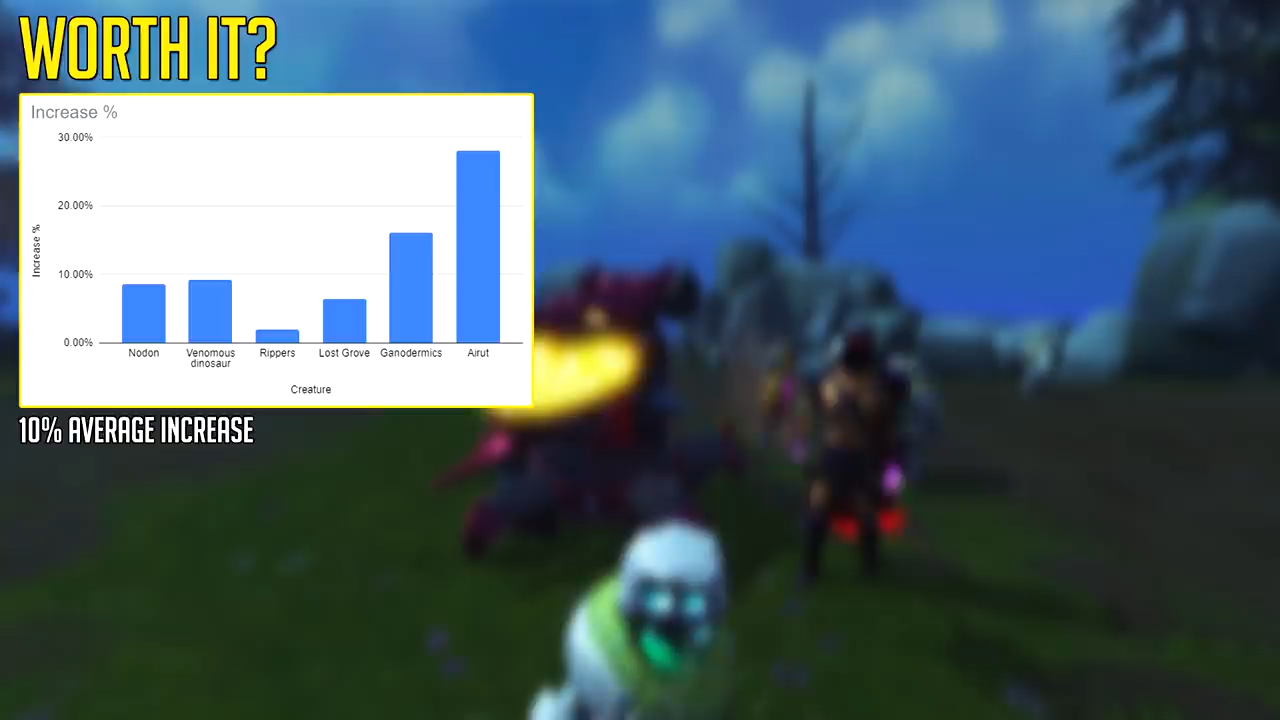 WORTH IT?
Increase %
30.00%
20.00%
10.00%
0.00%
Increase %
Nodon
Venomous
dinosaur
Rippers
Lost Grove
Ganodermics
Airut
Creature
10% AVERAGE INCREASE